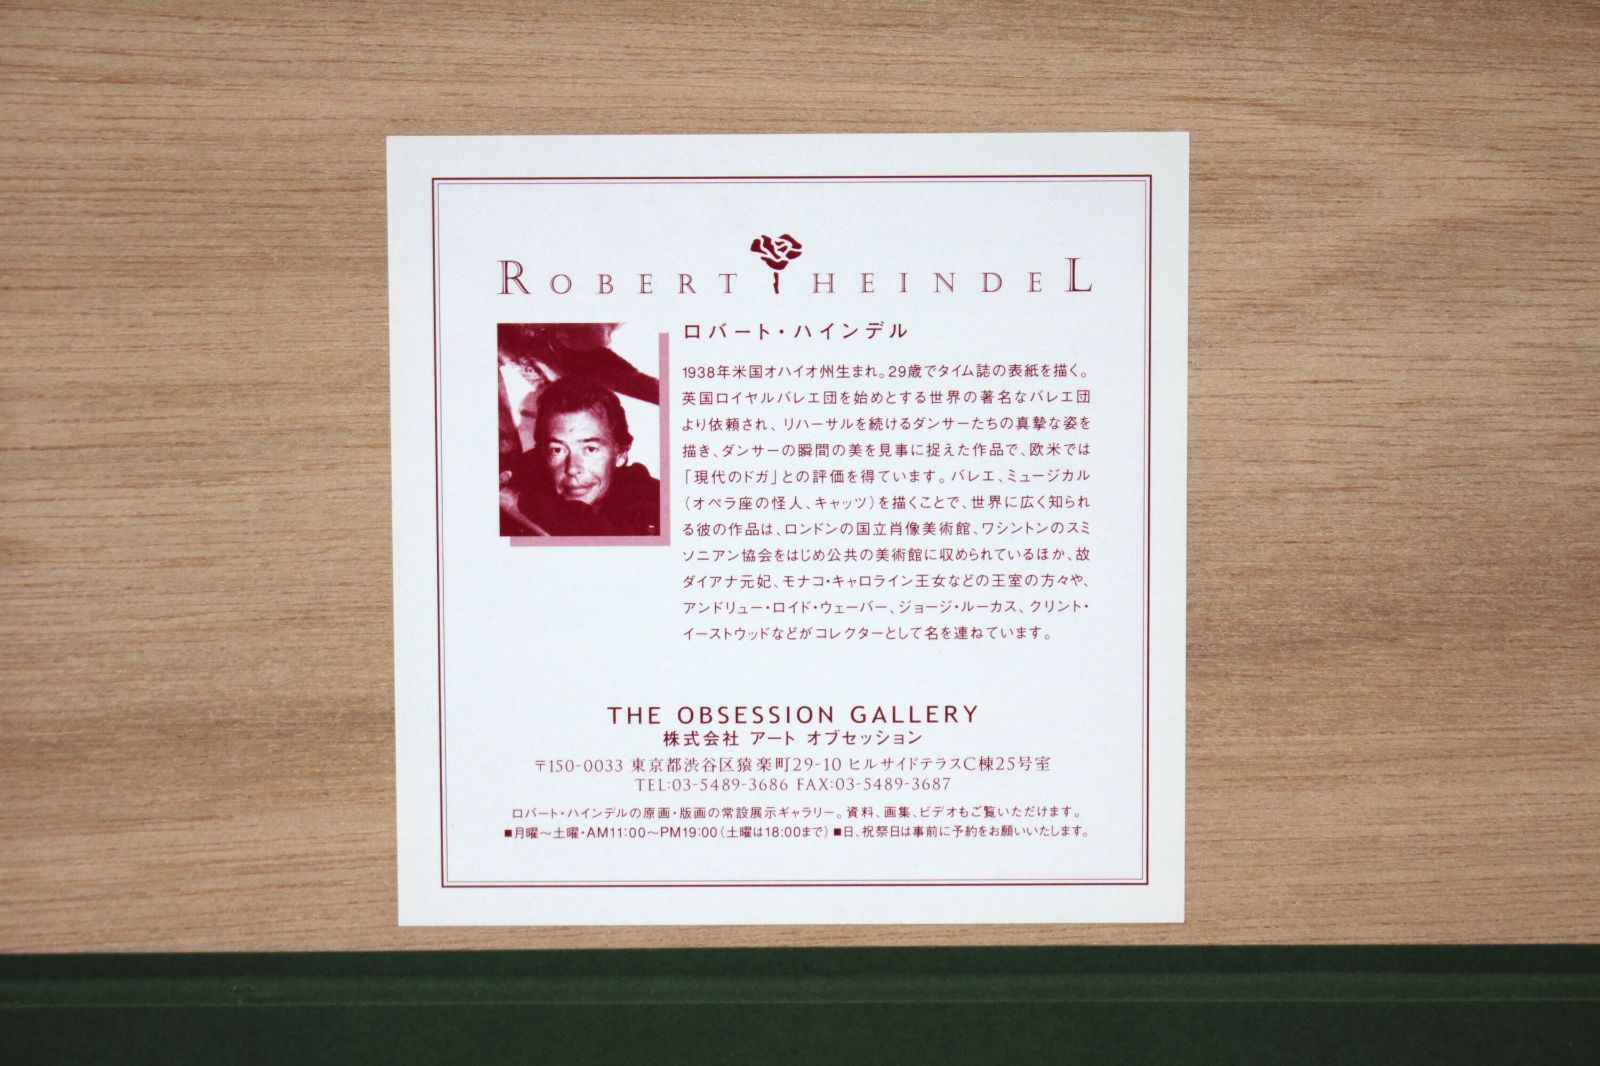 ROBERT HEINDEL
ロバート・ハインデル
1938年米国オハイオ州生まれ。29歳でタイム誌の表紙を描く。
英国ロイヤルバレエ団を始めとする世界の著名なバレエ団
より依頼され、リハーサルを続けるダンサーたちの真摯な姿を
描き、ダンサーの瞬間の美を見事に捉えた作品で、欧米では
「現代のドガ」との評価を得ています。バレエ、ミュージカル
（オペラ座の怪人、キャッツ）を描くことで、世界に広く知られ
る彼の作品は、ロンドンの国立肖像美術館、ワシントンのスミ
ソニアン協会をはじめ公共の美術館に収められているほか、故
ダイアナ元妃、モナコ・キャロライン王女などの王室の方々や、
アンドリュー・ロイド・ウェーバー、ジョージ・ルーカス、クリント・
イーストウッドなどがコレクターとして名を連ねています。
THE OBSESSION GALLERY
株式会社 アート オブセッション
〒150-0033 東京都渋谷区猿楽町29-10 ヒルサイドテラスC棟25号室
TEL:03-5489-3686 FAX:03-5489-3687
ロバート・ハインデルの原画・版画の常設展示ギャラリー。資料、画集、ビデオもご覧いただけます。
■月曜〜土曜・AM11:00〜PM19:00（土曜は18:00まで）■日、祝祭日は事前に予約をお願いいたします。